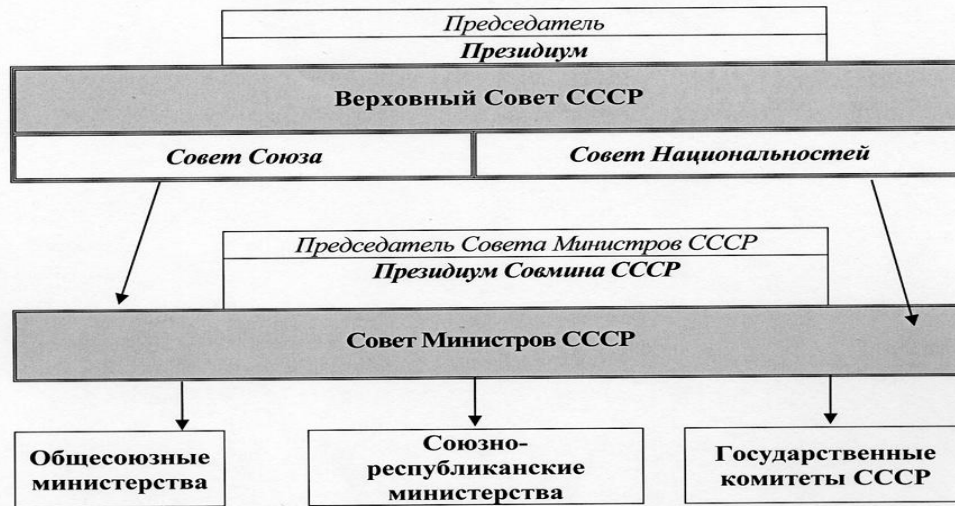 Председатель
Президиум
Верховный Совет СССР
Совет Союза
Совет Национальностей
Председатель Совета Министров СССР
Президиум Совмина СССР
Совет Министров СССР
Общесоюзные
министерства
Союзно-
республиканские
министерства
Государственные
комитеты СССР